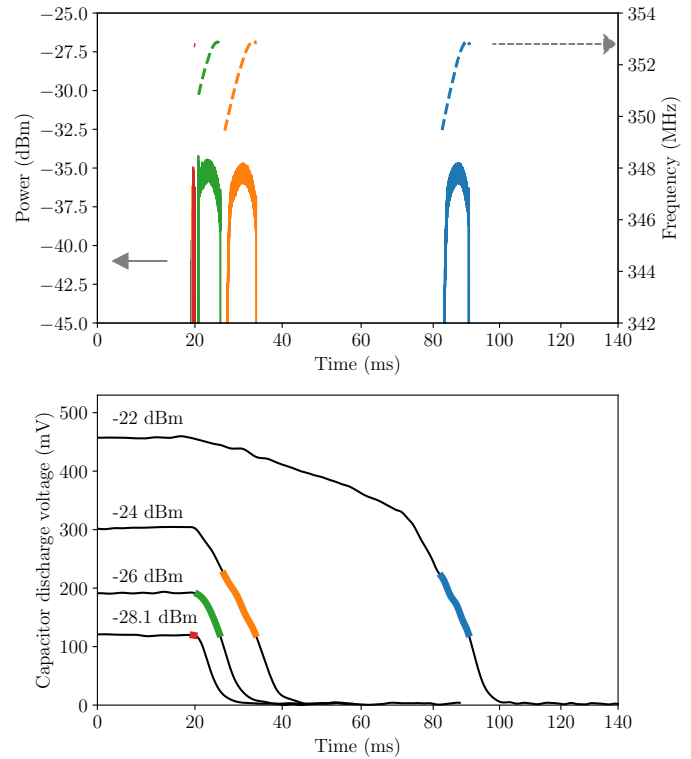 −25.0
−27.5
−30.0
−32.5
−35.0
−37.5
−40.0
−42.5
−45.0
Power (dBm)
354
352
350
348
346
344
342
Frequency (MHz)
0 20 40 60 80 100 120 140
Time (ms)
500
400
300
200
100
0
Capacitor discharge voltage (mV)
-22 dBm
-24 dBm
-26 dBm
-28.1 dBm
0 20 40 60 80 100 120 140
Time (ms)